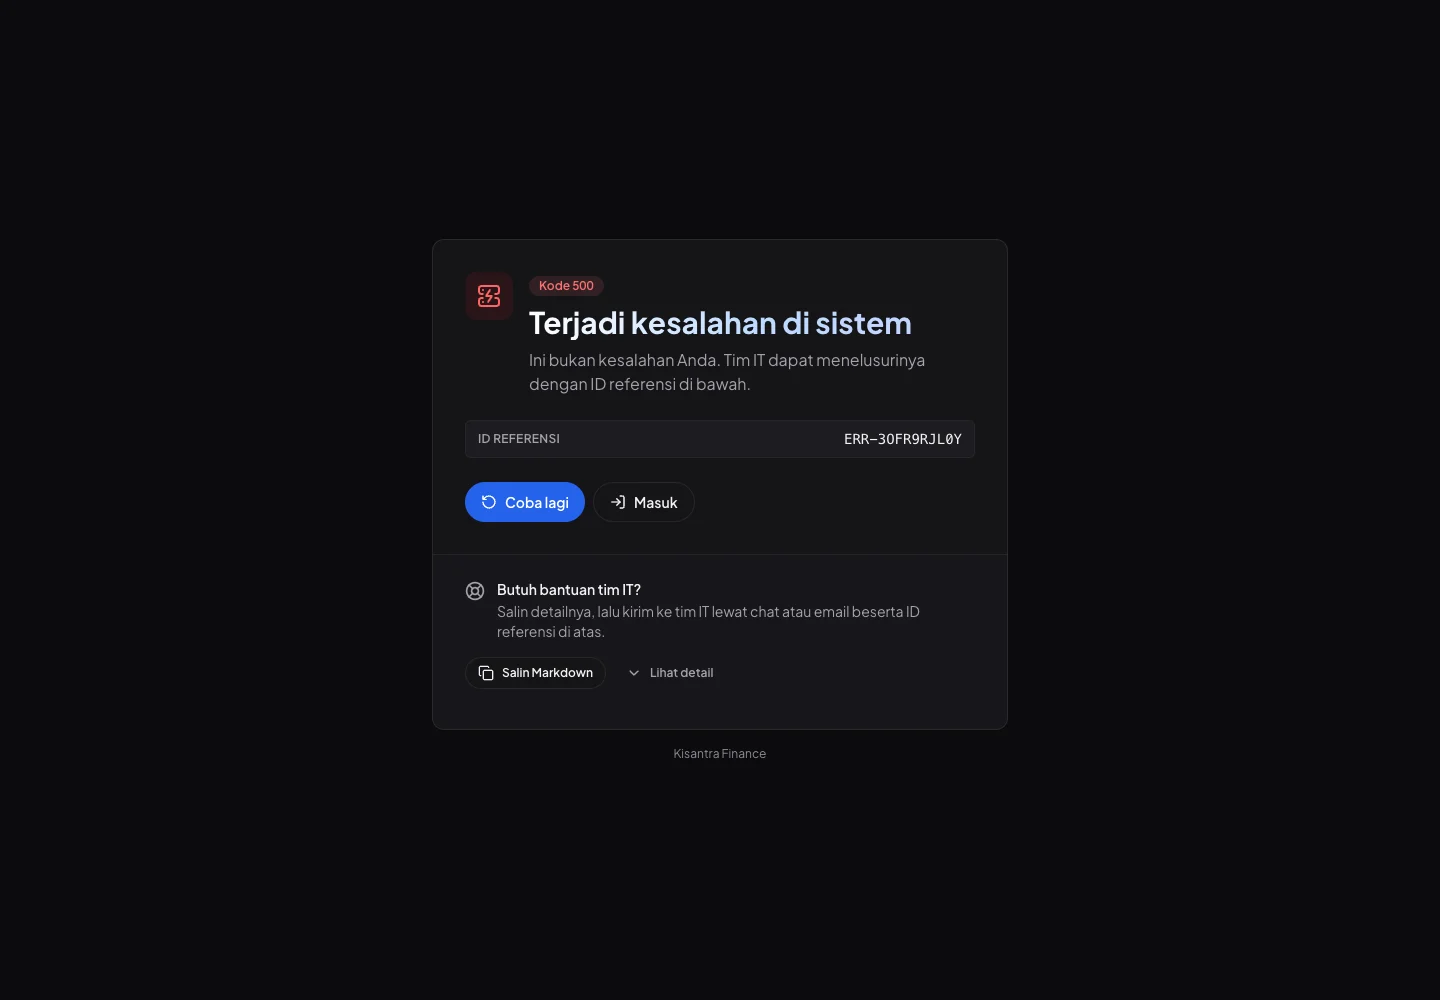 Kode 500
Terjadi kesalahan di sistem
Ini bukan kesalahan Anda. Tim IT dapat menelusurinya
dengan ID referensi di bawah.
ID REFERENSI
ERR-3OFR9RJL0Y
Coba lagi
Masuk
Butuh bantuan tim IT?
Salin detailnya, lalu kirim ke tim IT lewat chat atau email beserta ID
referensi di atas.
Salin Markdown
Lihat detail
Kisantra Finance